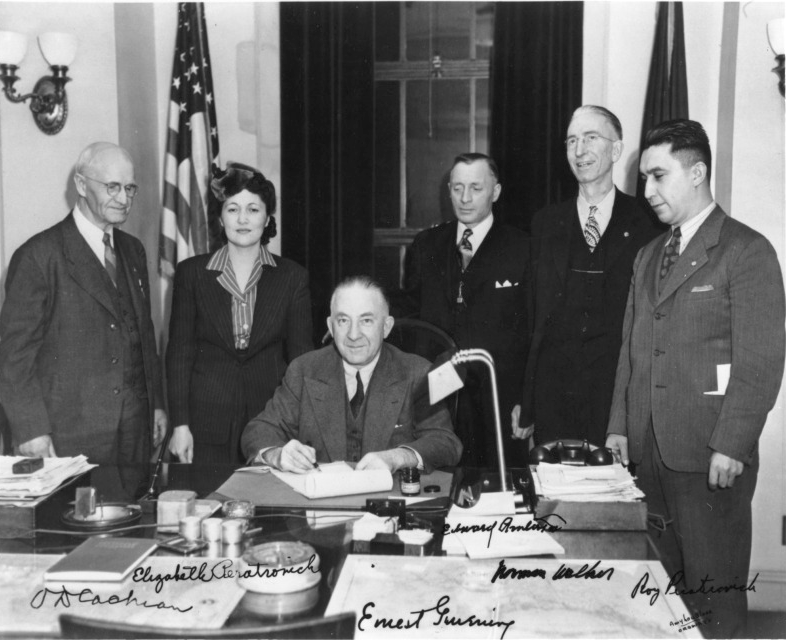 Edward Anderson
Elizabeth Peratrovich
Norman Walker
Roy Peratrovich
O D Cochran
Ernest Gruening